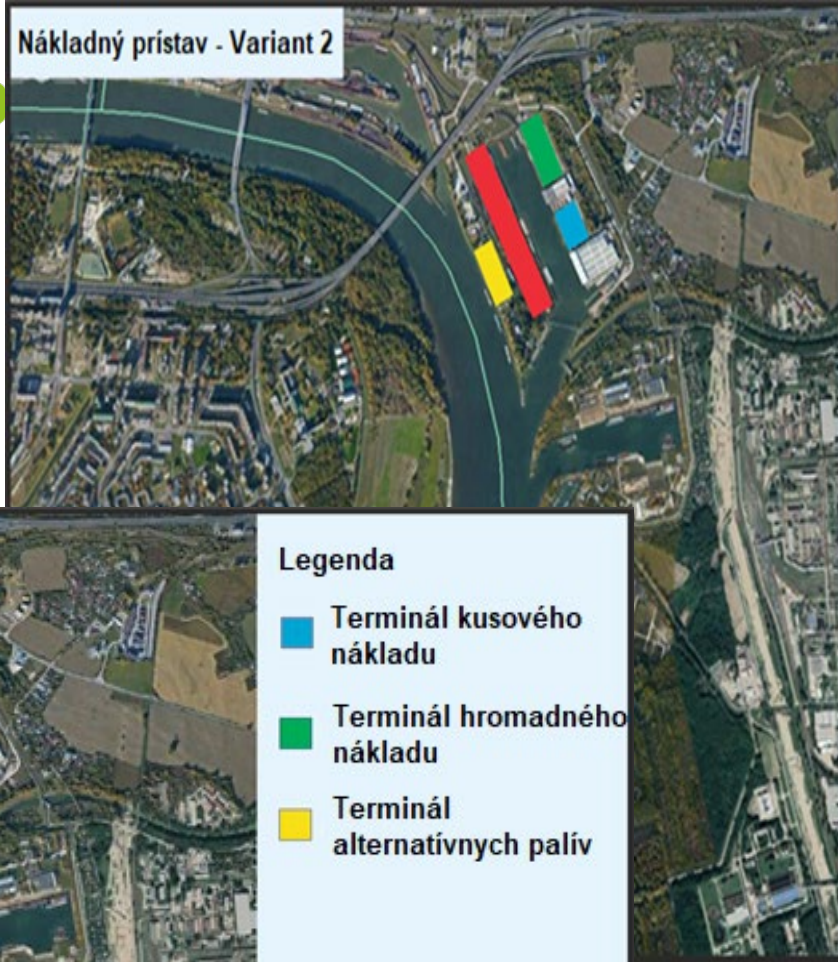 Nákladný prístav - Variant 2
Legenda
Terminál kusového
nákladu
Terminál hromadného
nákladu
Terminál
alternatívnych palív